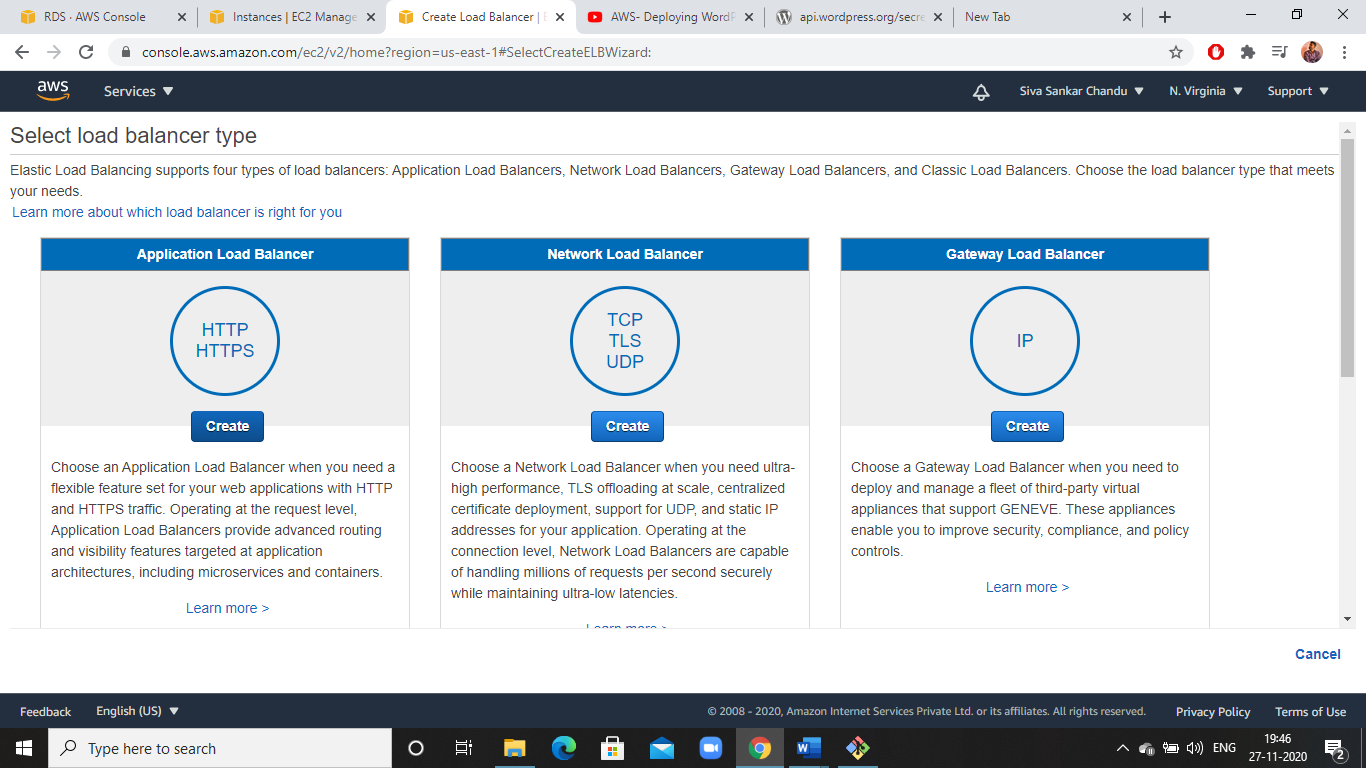 RDS · AWS Console
Instances | EC2 Manage
Create Load Balancer | E
AWS- Deploying WordP
api.wordpress.org/secre
New Tab
console.aws.amazon.com/ec2/v2/home?region=us-east-1#SelectCreateELBWizard:
aws
Services
Siva Sankar Chandu
N. Virginia
Support
Select load balancer type
Elastic Load Balancing supports four types of load balancers: Application Load Balancers, Network Load Balancers, Gateway Load Balancers, and Classic Load Balancers. Choose the load balancer type that meets
your needs.
Learn more about which load balancer is right for you
Application Load Balancer
HTTP
HTTPS
Create
Choose an Application Load Balancer when you need a
flexible feature set for your web applications with HTTP
and HTTPS traffic. Operating at the request level,
Application Load Balancers provide advanced routing
and visibility features targeted at application
architectures, including microservices and containers.
Learn more >
Network Load Balancer
TCP
TLS
UDP
Create
Choose a Network Load Balancer when you need ultra-
high performance, TLS offloading at scale, centralized
certificate deployment, support for UDP, and static IP
addresses for your application. Operating at the
connection level, Network Load Balancers are capable
of handling millions of requests per second securely
while maintaining ultra-low latencies.
Learn more >
Gateway Load Balancer
IP
Create
Choose a Gateway Load Balancer when you need to
deploy and manage a fleet of third-party virtual
appliances that support GENEVE. These appliances
enable you to improve security, compliance, and policy
controls.
Learn more >
Cancel
Feedback
English (US)
© 2008 - 2020, Amazon Internet Services Private Ltd. or its affiliates. All rights reserved.
Privacy Policy
Terms of Use
Type here to search
ENG
19:46
27-11-2020
2